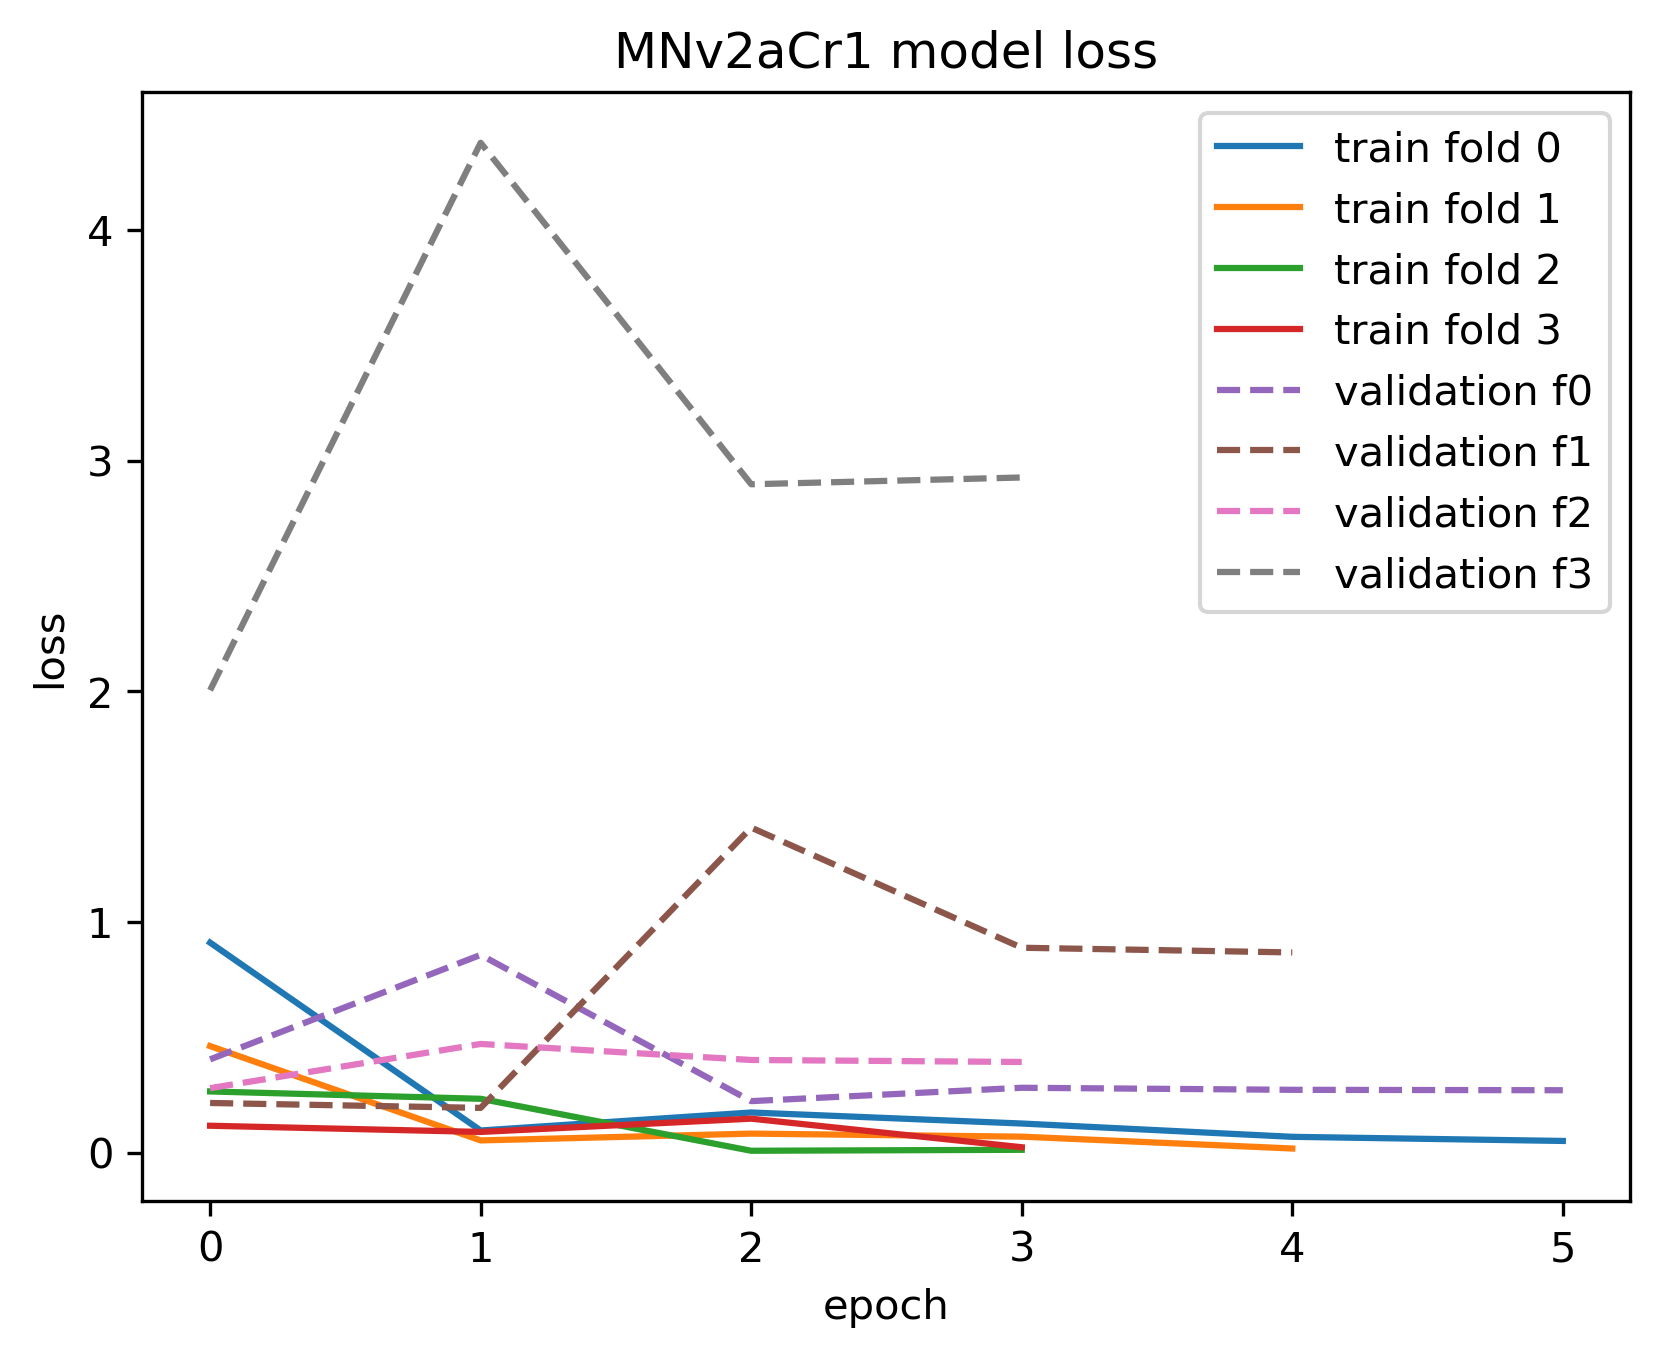 MNv2aCr1 model loss
train fold 0
train fold 1
train fold 2
train fold 3
validation f0
validation f1
validation f2
validation f3
loss
4
3
2
1
0
0 1 2 3 4 5
epoch